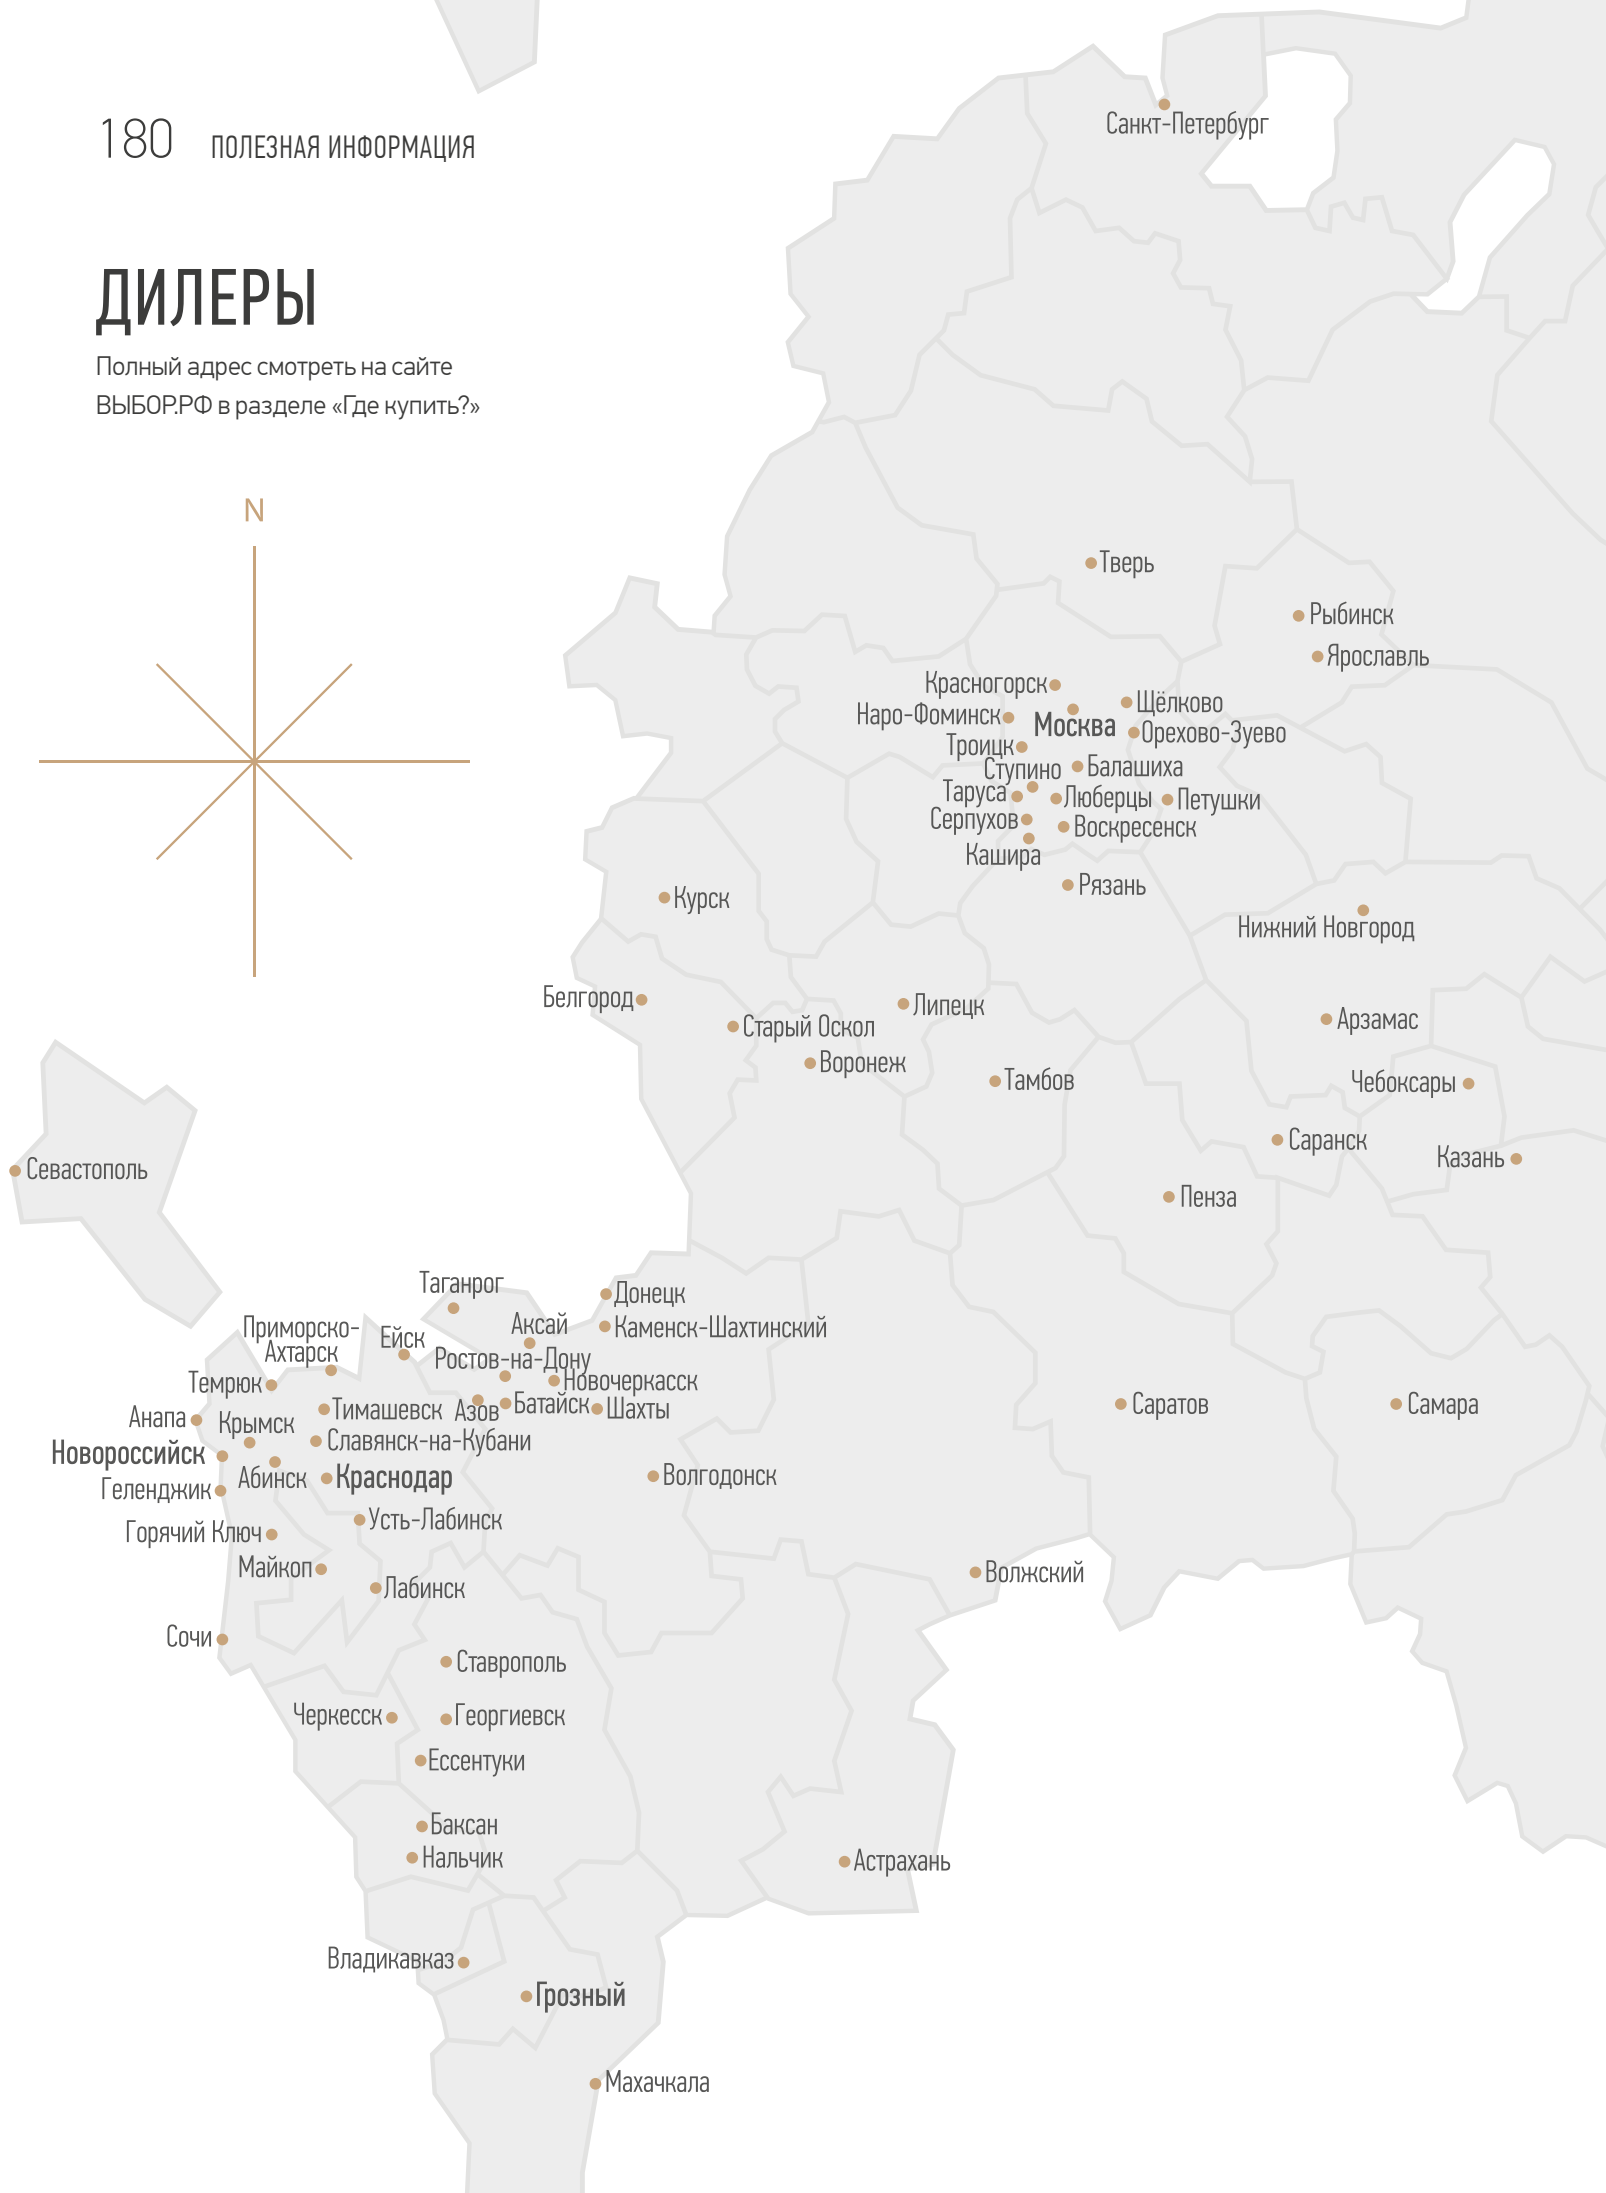 180 ПОЛЕЗНАЯ ИНФОРМАЦИЯ
ДИЛЕРЫ
Полный адрес смотреть на сайте
ВЫБОР.РФ в разделе «Где купить?»
N
Санкт-Петербург
Тверь
Рыбинск
Ярославль
Красногорск
Щёлково
Наро-Фоминск
Москва
Орехово-Зуево
Троицк
Ступино
Балашиха
Таруса
Люберцы
Петушки
Серпухов
Воскресенск
Кашира
Рязань
Курск
Нижний Новгород
Белгород
Липецк
Старый Оскол
Арзамас
Воронеж
Тамбов
Чебоксары
Саранск
Казань
Севастополь
Пенза
Таганрог
Донецк
Приморско-
Ахтарск
Ейск
Аксай
Каменск-Шахтинский
Ростов-на-Дону
Темрюк
Новочеркасск
Анапа
Крымск
Тимашевск
Азов
Батайск
Шахты
Саратов
Самара
Новороссийск
Славянск-на-Кубани
Абинск
Краснодар
Волгодонск
Геленджик
Усть-Лабинск
Горячий Ключ
Майкоп
Лабинск
Волжский
Сочи
Ставрополь
Черкесск
Георгиевск
Ессентуки
Баксан
Нальчик
Астрахань
Владикавказ
Грозный
Махачкала